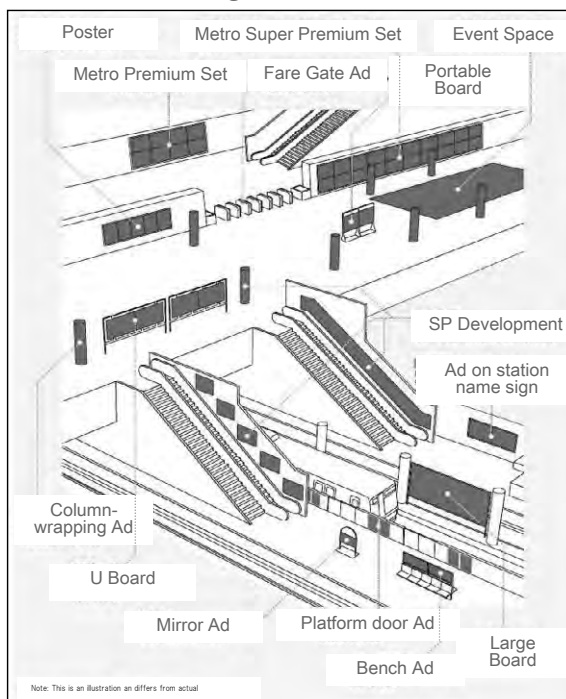 Poster
Metro Super Premium Set
Event Space
Metro Premium Set
Fare Gate Ad
Portable
Board
SP Development
Ad on station
name sign
Column-
wrapping Ad
U Board
Mirror Ad
Platform door Ad
Bench Ad
Large
Board
Note: This is an illustration an differs from actual